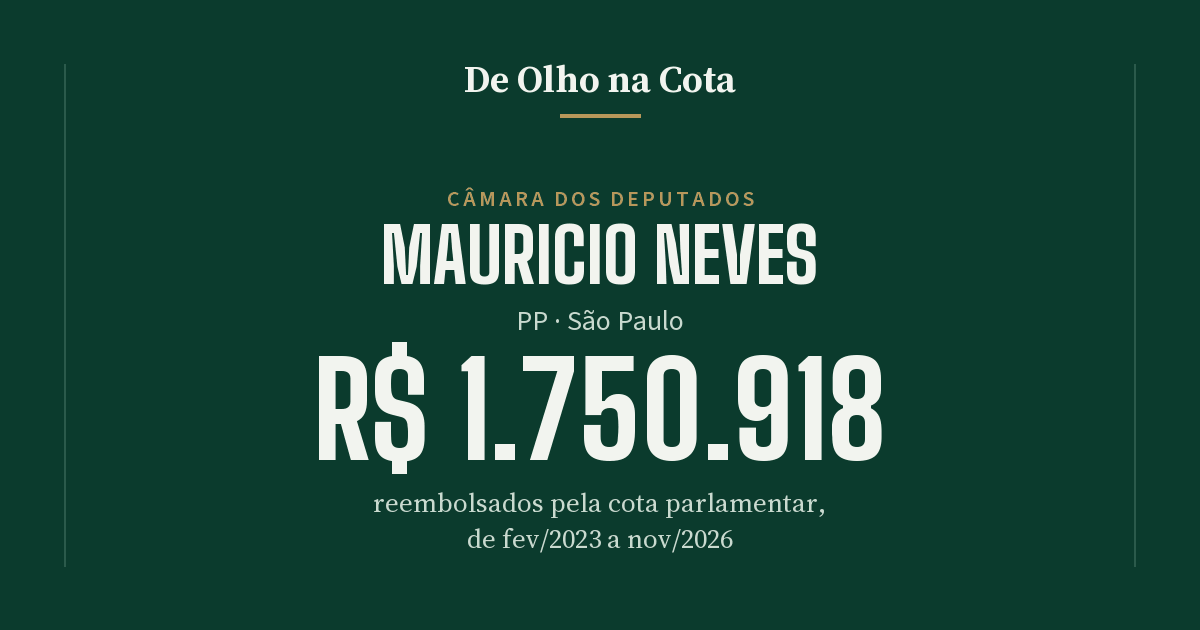 De Olho na Cota
CÂMARA DOS DEPUTADOS
MAURICIO NEVES
PP · São Paulo
R$ 1.750.918
reembolsados pela cota parlamentar,
de fev/2023 a nov/2026